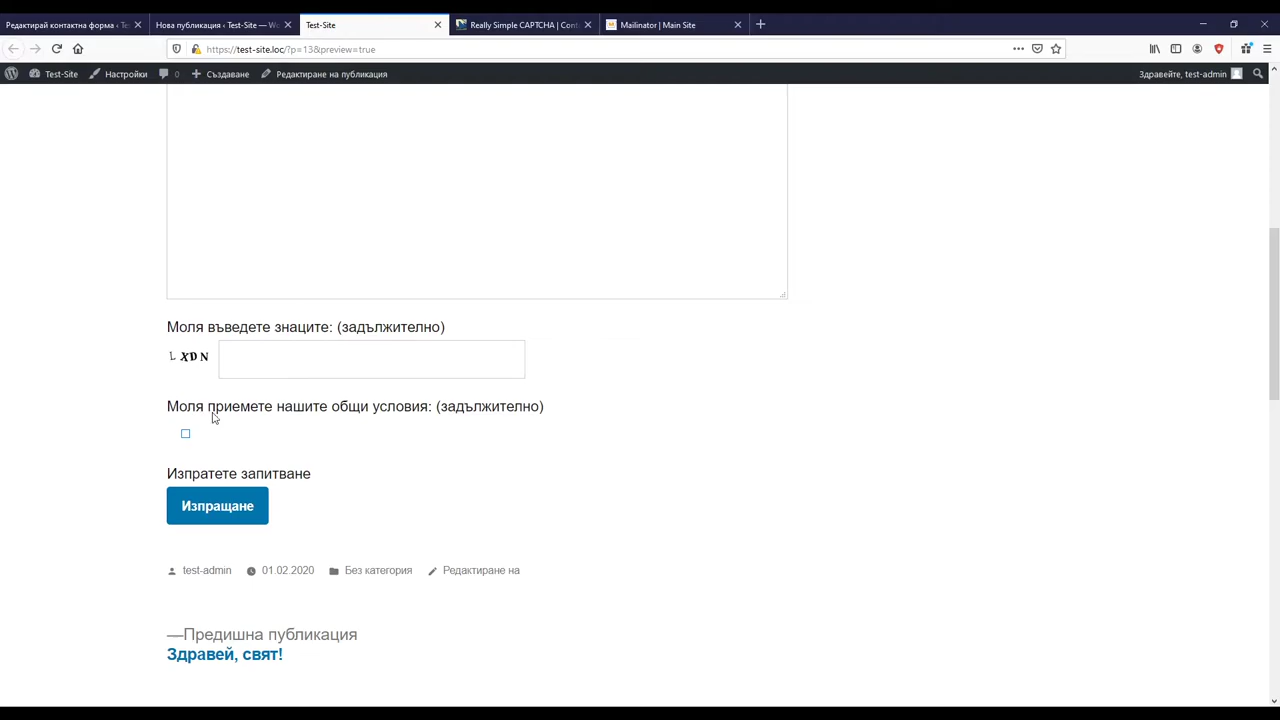 Редактирай контактна форма ‹ Te
Нова публикация ‹ Test-Site — Wo
Test-Site
Really Simple CAPTCHA | Cont
Mailinator | Main Site
https://test-site.loc/?p=13&preview=true
Test-Site
Настройки
0
Създаване
Редактиране на публикация
Здравейте, test-admin
Моля въведете знаците: (задължително)
L X D N
Моля приемете нашите общи условия: (задължително)
Изпратете запитване
Изпращане
test-admin
01.02.2020
Без категория
Редактиране на
—Предишна публикация
Здравей, свят!